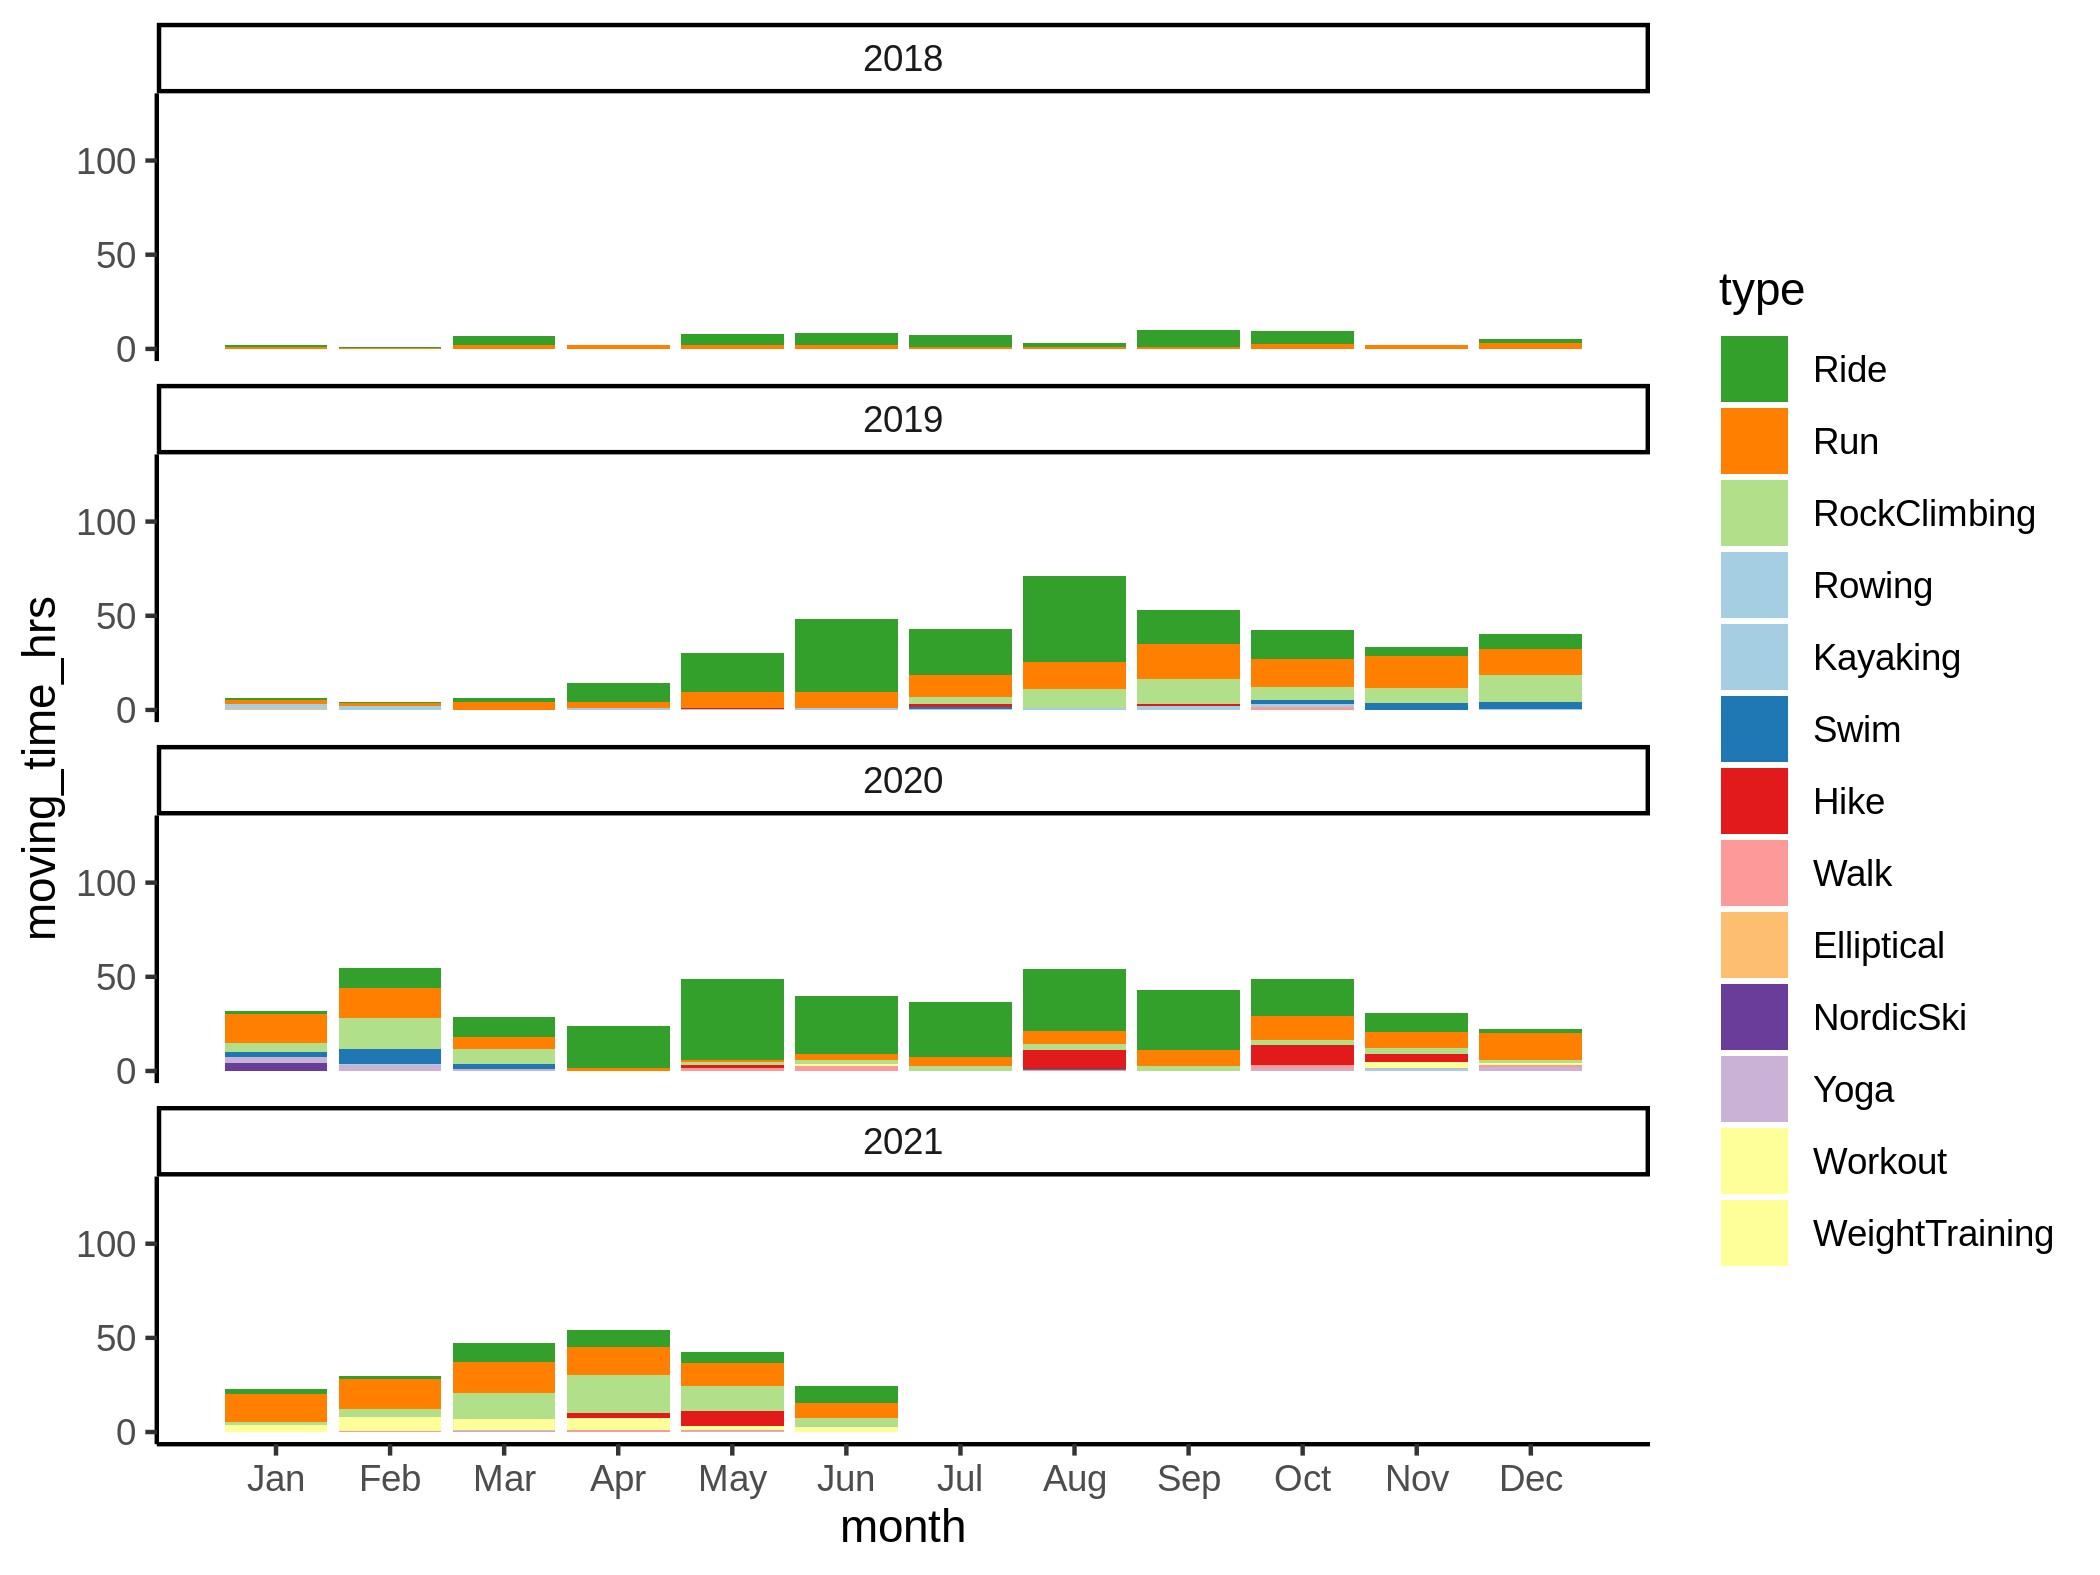 2018
100
50
0
2019
100
50
0
2020
100
50
0
2021
100
50
0
Jan Feb Mar Apr May Jun Jul Aug Sep Oct Nov Dec
month
moving_time_hrs
type
Ride
Run
RockClimbing
Rowing
Kayaking
Swim
Hike
Walk
Elliptical
NordicSki
Yoga
Workout
WeightTraining